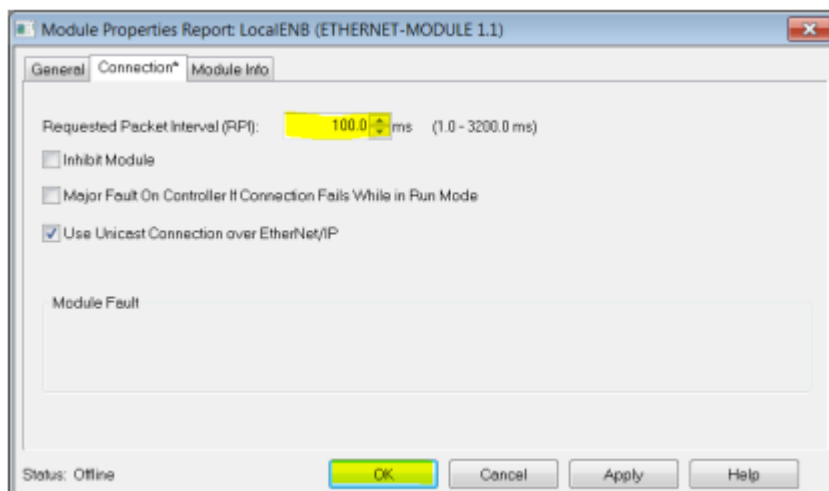 Module Properties Report: LocalENB (ETHERNET-MODULE 1.1)
General Connection* Module Info
Requested Packet Interval (RPI): 100.0 ms (1.0 - 3200.0 ms)
Inhibit Module
Major Fault On Controller If Connection Fails While in Run Mode
Use Unicast Connection over EtherNet/IP
Module Fault
Status: Offline OK Cancel Apply Help